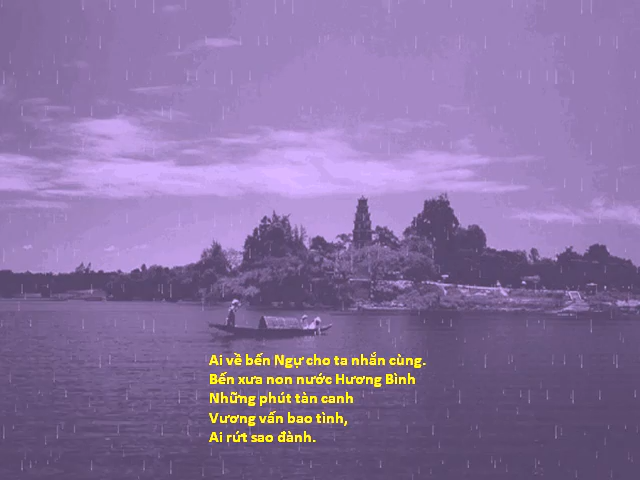 Ai về bến Ngự cho ta nhắn cùng.
Bến xưa non nước Hương Bình
Những phút tàn canh
Vương vấn bao tình,
Ai rứt sao đành.